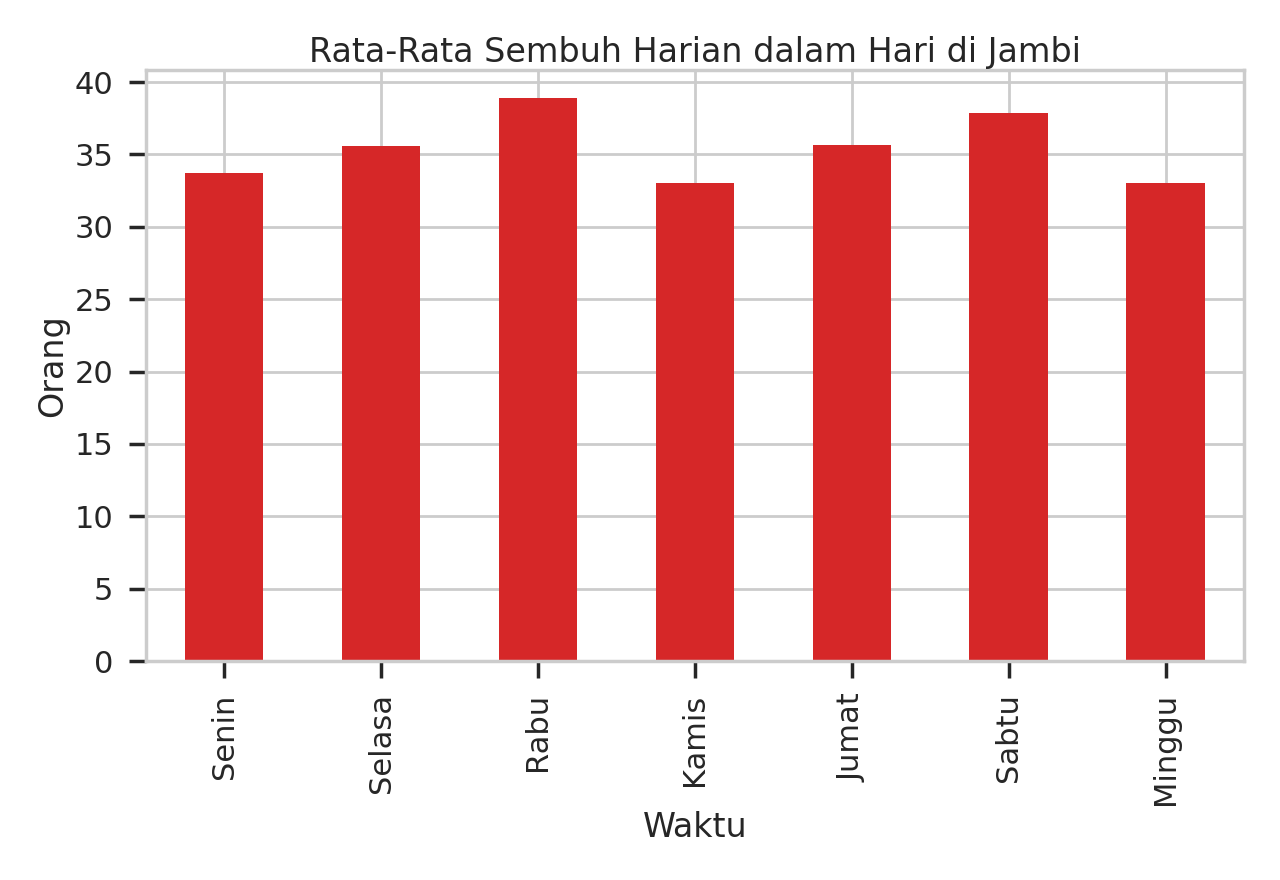 Rata-Rata Sembuh Harian dalam Hari di Jambi
40
35
30
25
20
15
10
5
0
Orang
Senin
Selasa
Rabu
Kamis
Jumat
Sabtu
Minggu
Waktu